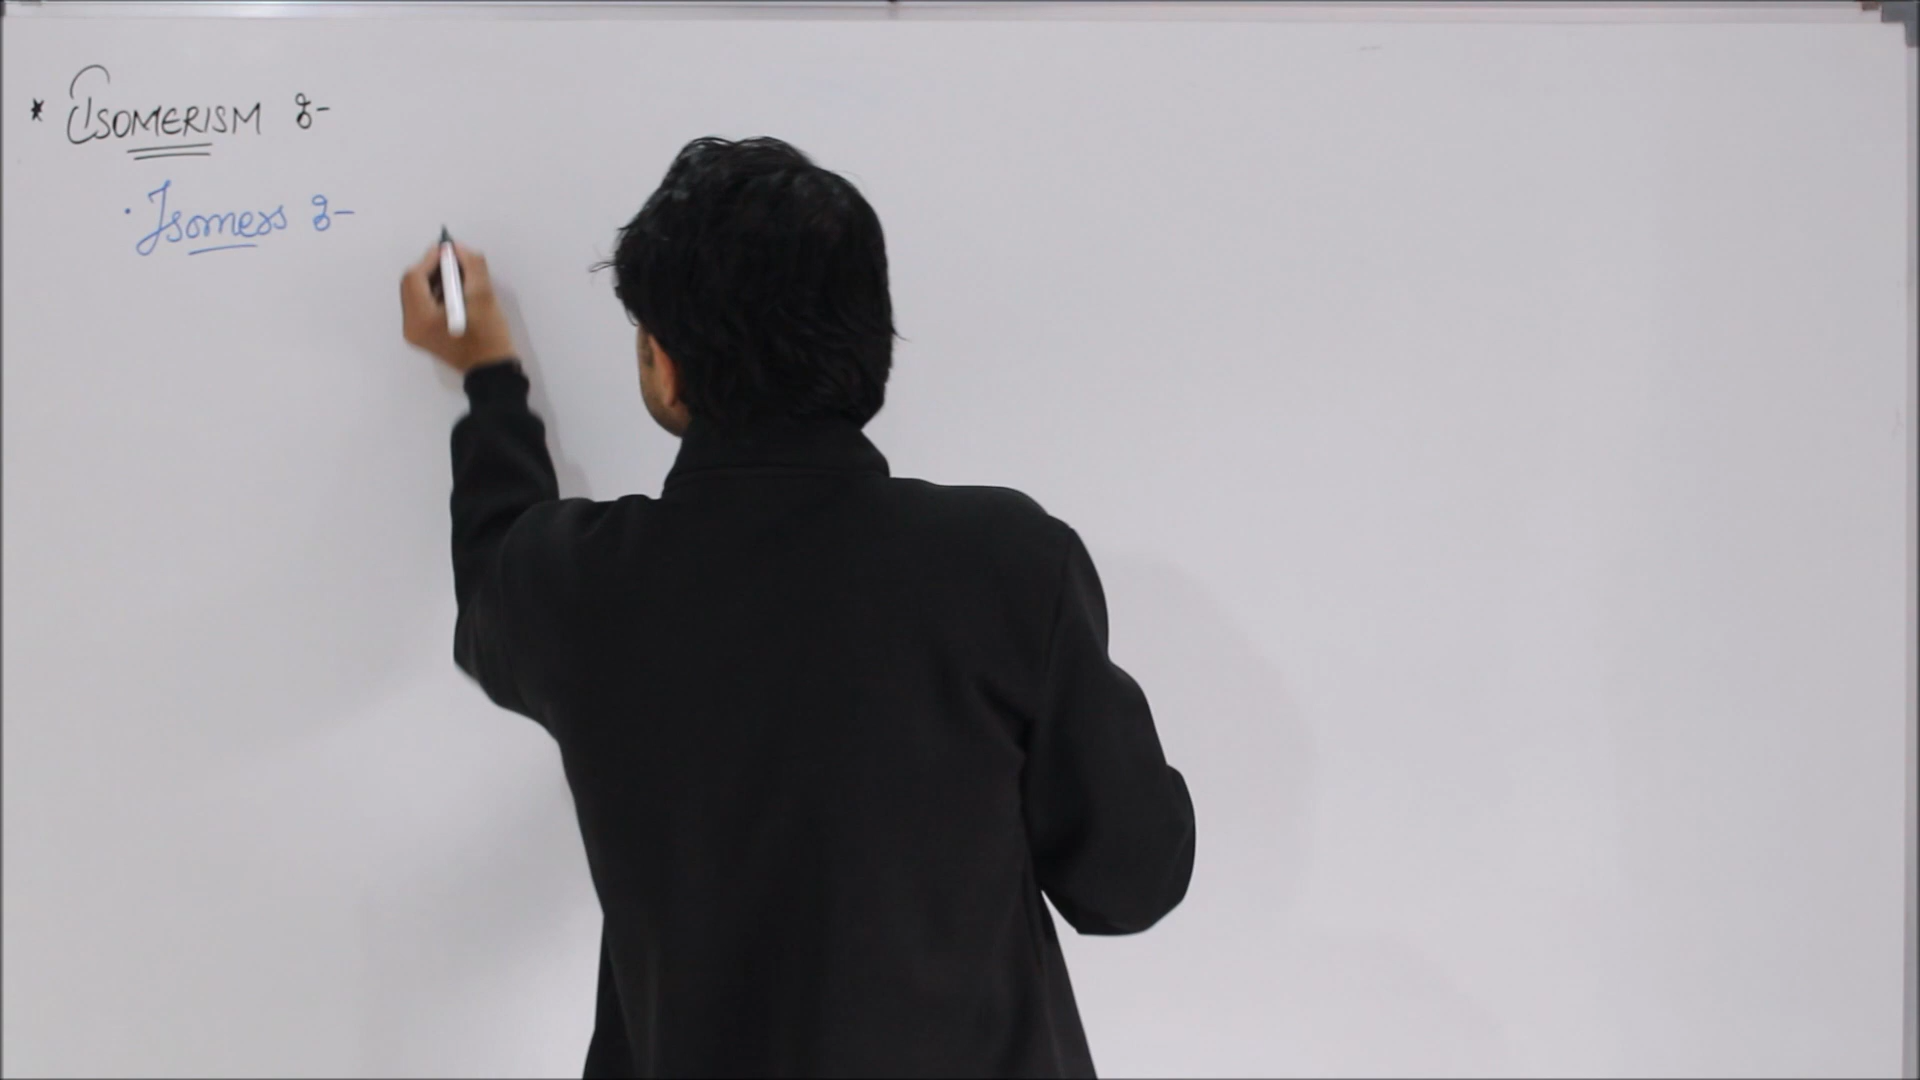 * ISOMERISM :-
· Isomers :-